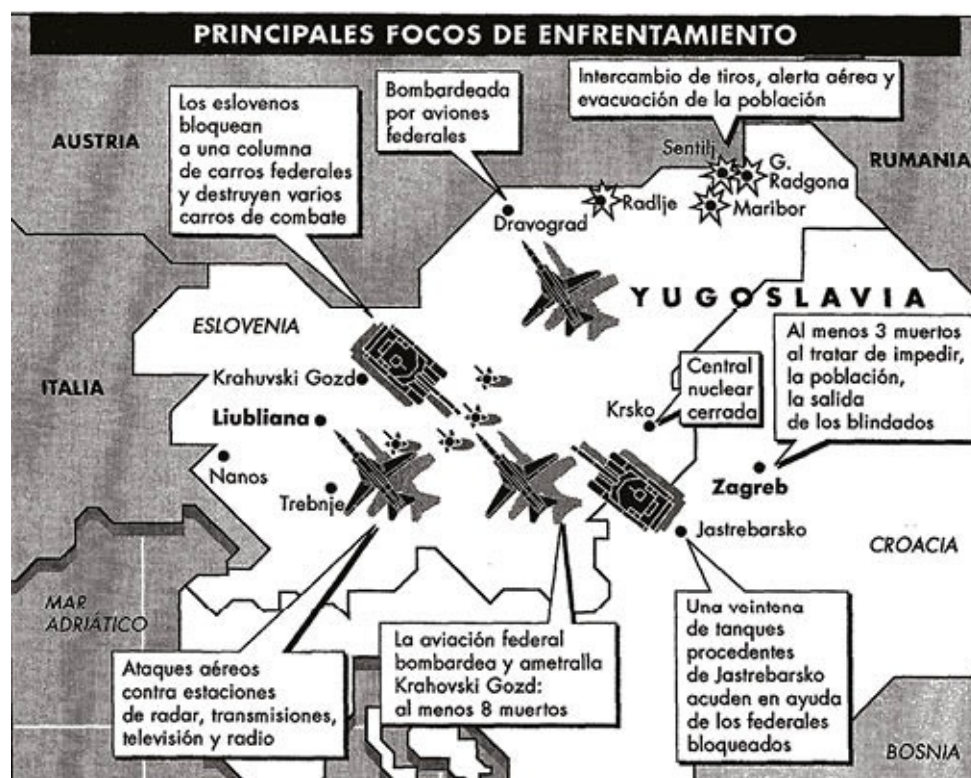 PRINCIPALES FOCOS DE ENFRENTAMIENTO
Los eslovenos
bloquean
a una columna
de carros federales
y destruyen varios
carros de combate
Bombardeada
por aviones
federales
Intercambio de tiros, alerta aérea y
evacuación de la población
AUSTRIA
RUMANIA
Sentilj
G.
Radgona
Radlje
Maribor
Dravograd
YUGOSLAVIA
ESLOVENIA
Al menos 3 muertos
al tratar de impedir,
la población,
la salida
de los blindados
ITALIA
Krahuvski Gozd
Central
nuclear
cerrada
Krsko
Liubliana
Nanos
Trebnje
Zagreb
Jastrebarsko
CROACIA
MAR
ADRIÁTICO
Ataques aéreos
contra estaciones
de radar, transmisiones,
televisión y radio
La aviación federal
bombardea y ametralla
Krahovski Gozd:
al menos 8 muertos
Una veintena
de tanques
procedentes
de Jastrebarsko
acuden en ayuda
de los federales
bloqueados
BOSNIA